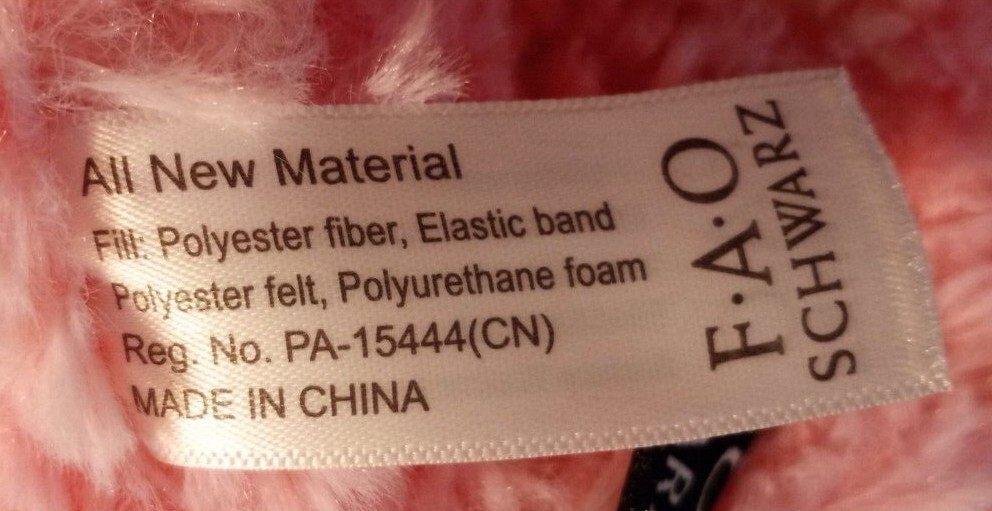 All New Material
Fill: Polyester fiber, Elastic band
Polyester felt, Polyurethane foam
Reg. No. PA-15444(CN)
MADE IN CHINA
F·A·O
SCHWARZ
R